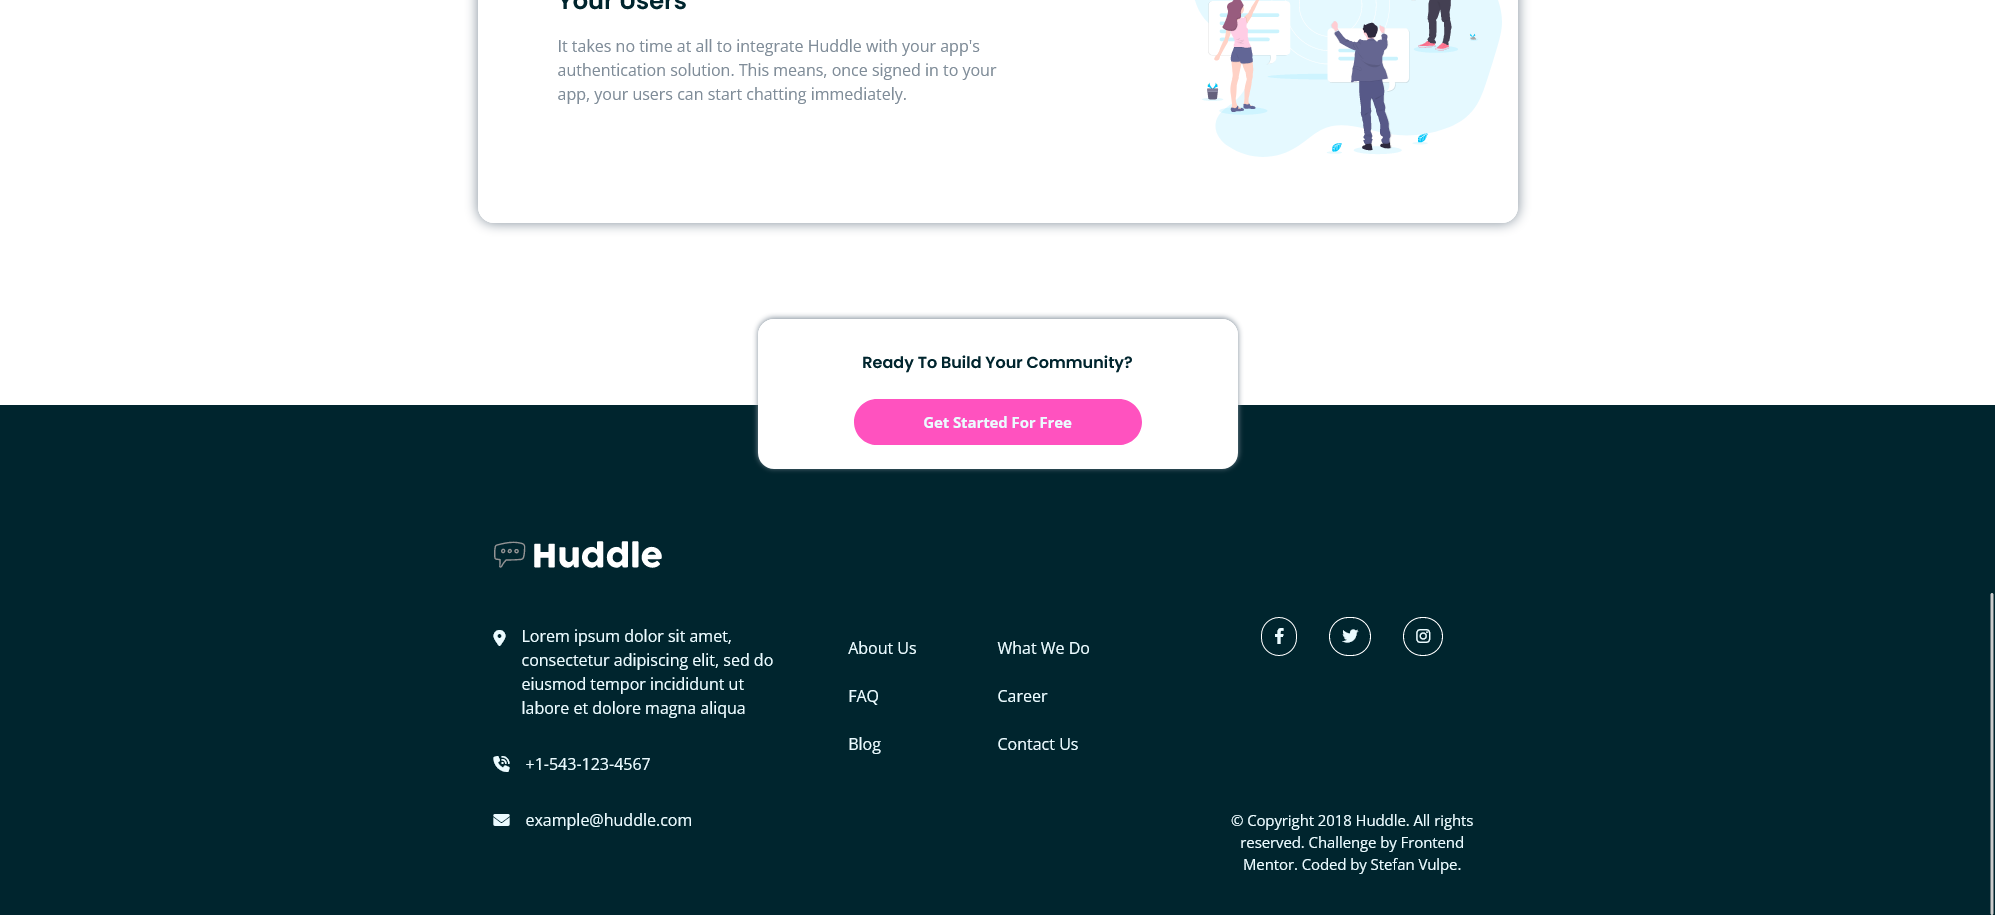 Your Users
It takes no time at all to integrate Huddle with your app's
authentication solution. This means, once signed in to your
app, your users can start chatting immediately.
Ready To Build Your Community?
Get Started For Free
Huddle
Lorem ipsum dolor sit amet,
consectetur adipiscing elit, sed do
eiusmod tempor incididunt ut
labore et dolore magna aliqua
+1-543-123-4567
example@huddle.com
About Us
FAQ
Blog
What We Do
Career
Contact Us
© Copyright 2018 Huddle. All rights
reserved. Challenge by Frontend
Mentor. Coded by Stefan Vulpe.